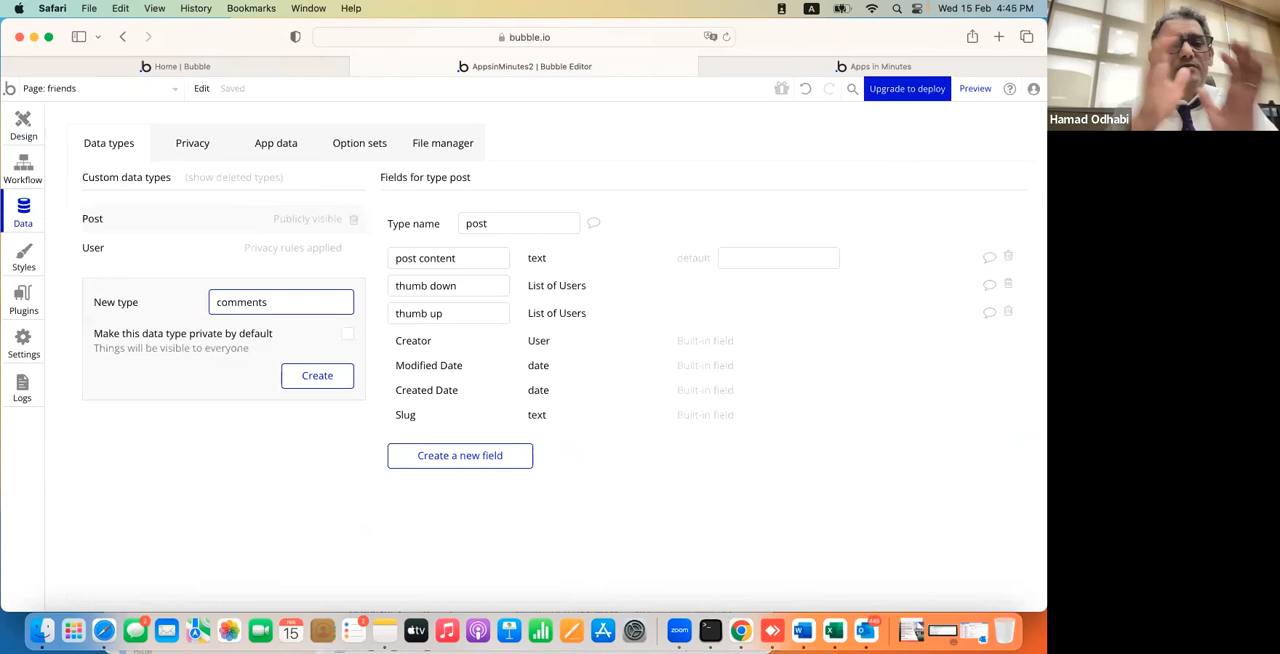 Safari File Edit View History Bookmarks Window Help
A Wed 15 Feb 4:45 PM
bubble.io
Home | Bubble
AppsinMinutes2 | Bubble Editor
Apps in Minutes
Page: friends Edit Saved
Upgrade to deploy Preview
Hamad Odhabi
Design
Workflow
Data
Styles
Plugins
Settings
Logs
Data types Privacy App data Option sets File manager
Custom data types (show deleted types)
Post Publicly visible
User Privacy rules applied
New type comments
Make this data type private by default
Things will be visible to everyone
Create
Fields for type post
Type name post
post content text default
thumb down List of Users
thumb up List of Users
Creator User Built-in field
Modified Date date Built-in field
Created Date date Built-in field
Slug text Built-in field
Create a new field
FEB
15
tv
zoom